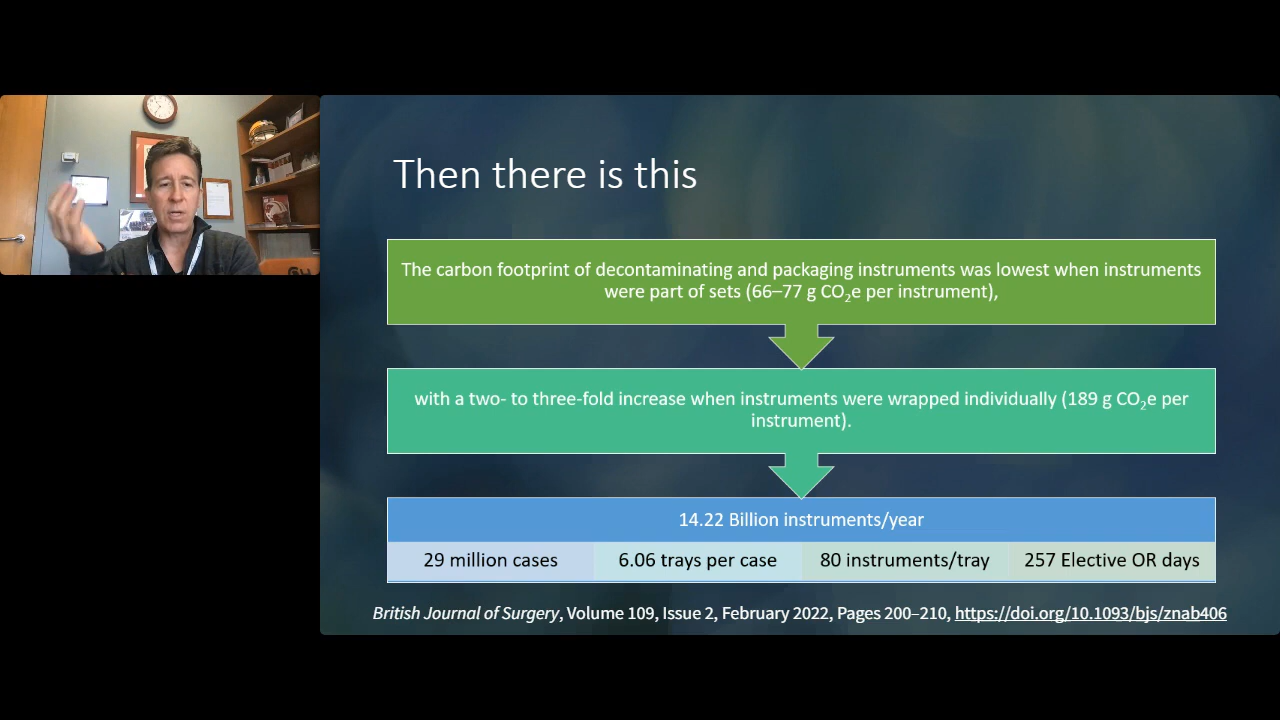 Then there is this
The carbon footprint of decontaminating and packaging instruments was lowest when instruments
were part of sets (66–77 g CO₂e per instrument),
with a two- to three-fold increase when instruments were wrapped individually (189 g CO₂e per
instrument).
14.22 Billion instruments/year
29 million cases 6.06 trays per case 80 instruments/tray 257 Elective OR days
British Journal of Surgery, Volume 109, Issue 2, February 2022, Pages 200–210, https://doi.org/10.1093/bjs/znab406